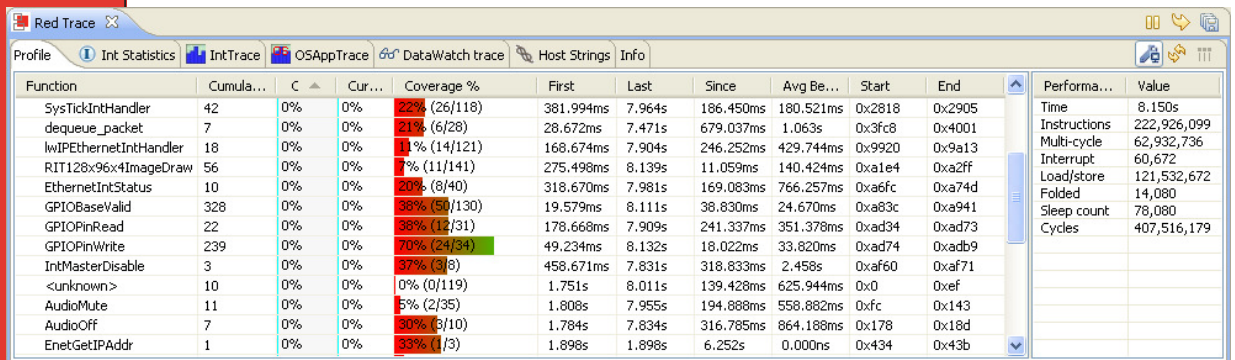 Red Trace
Profile Int Statistics IntTrace OSAppTrace DataWatch trace Host Strings Info
Function Cumula... C Cur... Coverage % First Last Since Avg Be... Start End Performa... Value
SysTickIntHandler 42 0% 0% 22% (26/118) 381.994ms 7.964s 186.450ms 180.521ms 0x2818 0x2905
dequeue_packet 7 0% 0% 21% (6/28) 28.672ms 7.471s 679.037ms 1.063s 0x3fc8 0x4001
lwIPEthernetIntHandler 18 0% 0% 11% (14/121) 168.674ms 7.904s 246.252ms 429.744ms 0x9920 0x9a13
RIT128x96x4ImageDraw 56 0% 0% 7% (11/141) 275.498ms 8.139s 11.059ms 140.424ms 0xa1e4 0xa2ff
EthernetIntStatus 10 0% 0% 20% (8/40) 318.670ms 7.981s 169.083ms 766.257ms 0xa6fc 0xa74d
GPIOBaseValid 328 0% 0% 38% (50/130) 19.579ms 8.111s 38.830ms 24.670ms 0xa83c 0xa941
GPIOPinRead 22 0% 0% 38% (12/31) 178.668ms 7.909s 241.337ms 351.378ms 0xad34 0xad73
GPIOPinWrite 239 0% 0% 70% (24/34) 49.234ms 8.132s 18.022ms 33.820ms 0xad74 0xadb9
IntMasterDisable 3 0% 0% 37% (3/8) 458.671ms 7.831s 318.833ms 2.458s 0xaf60 0xaf71
<unknown> 10 0% 0% 0% (0/119) 1.751s 8.011s 139.428ms 625.944ms 0x0 0xef
AudioMute 11 0% 0% 5% (2/35) 1.808s 7.955s 194.888ms 558.882ms 0xfc 0x143
AudioOff 7 0% 0% 30% (3/10) 1.784s 7.834s 316.785ms 864.188ms 0x178 0x18d
EnetGetIPAddr 1 0% 0% 33% (1/3) 1.898s 1.898s 6.252s 0.000ns 0x434 0x43b
Time 8.150s
Instructions 222,926,099
Multi-cycle 62,932,736
Interrupt 60,672
Load/store 121,532,672
Folded 14,080
Sleep count 78,080
Cycles 407,516,179